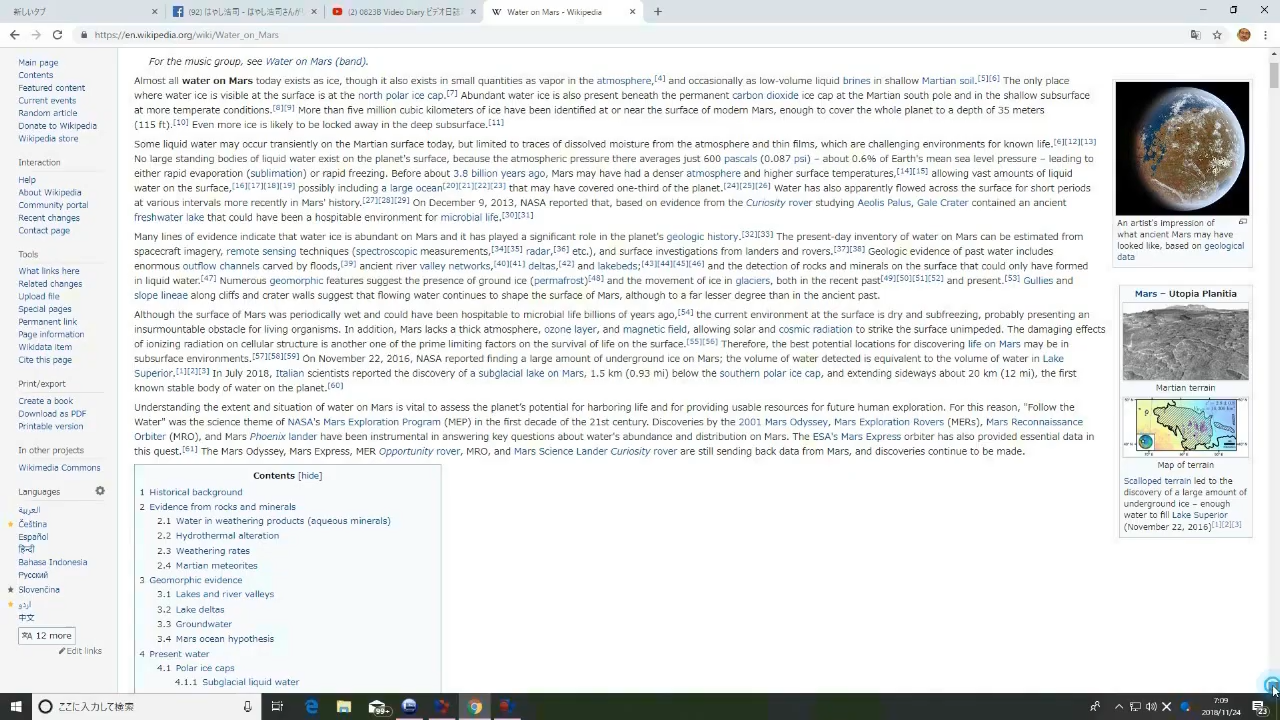 新しいタブ
(92) はやし浩司 - はやし浩司さんが
(2) 0823B Video Diary ビデオ日誌
Water on Mars - Wikipedia
https://en.wikipedia.org/wiki/Water_on_Mars
Main page
Contents
Featured content
Current events
Random article
Donate to Wikipedia
Wikipedia store
Interaction
Help
About Wikipedia
Community portal
Recent changes
Contact page
Tools
What links here
Related changes
Upload file
Special pages
Permanent link
Page information
Wikidata item
Cite this page
Print/export
Create a book
Download as PDF
Printable version
In other projects
Wikimedia Commons
Languages
العربية
Čeština
Español
हिन्दी
Bahasa Indonesia
Русский
Slovenčina
اردو
中文
12 more
Edit links
For the music group, see Water on Mars (band).
Almost all water on Mars today exists as ice, though it also exists in small quantities as vapor in the atmosphere,[4] and occasionally as low-volume liquid brines in shallow Martian soil.[5][6] The only place
where water ice is visible at the surface is at the north polar ice cap.[7] Abundant water ice is also present beneath the permanent carbon dioxide ice cap at the Martian south pole and in the shallow subsurface
at more temperate conditions.[8][9] More than five million cubic kilometers of ice have been identified at or near the surface of modern Mars, enough to cover the whole planet to a depth of 35 meters
(115 ft).[10] Even more ice is likely to be locked away in the deep subsurface.[11]
Some liquid water may occur transiently on the Martian surface today, but limited to traces of dissolved moisture from the atmosphere and thin films, which are challenging environments for known life.[6][12][13]
No large standing bodies of liquid water exist on the planet's surface, because the atmospheric pressure there averages just 600 pascals (0.087 psi) – about 0.6% of Earth's mean sea level pressure – leading to
either rapid evaporation (sublimation) or rapid freezing. Before about 3.8 billion years ago, Mars may have had a denser atmosphere and higher surface temperatures,[14][15] allowing vast amounts of liquid
water on the surface,[16][17][18][19] possibly including a large ocean[20][21][22][23] that may have covered one-third of the planet.[24][25][26] Water has also apparently flowed across the surface for short periods
at various intervals more recently in Mars' history.[27][28][29] On December 9, 2013, NASA reported that, based on evidence from the Curiosity rover studying Aeolis Palus, Gale Crater contained an ancient
freshwater lake that could have been a hospitable environment for microbial life.[30][31]
Many lines of evidence indicate that water ice is abundant on Mars and it has played a significant role in the planet's geologic history.[32][33] The present-day inventory of water on Mars can be estimated from
spacecraft imagery, remote sensing techniques (spectroscopic measurements,[34][35] radar,[36] etc.), and surface investigations from landers and rovers.[37][38] Geologic evidence of past water includes
enormous outflow channels carved by floods,[39] ancient river valley networks,[40][41] deltas,[42] and lakebeds;[43][44][45][46] and the detection of rocks and minerals on the surface that could only have formed
in liquid water.[47] Numerous geomorphic features suggest the presence of ground ice (permafrost)[48] and the movement of ice in glaciers, both in the recent past[49][50][51][52] and present.[53] Gullies and
slope lineae along cliffs and crater walls suggest that flowing water continues to shape the surface of Mars, although to a far lesser degree than in the ancient past.
Although the surface of Mars was periodically wet and could have been hospitable to microbial life billions of years ago,[54] the current environment at the surface is dry and subfreezing, probably presenting an
insurmountable obstacle for living organisms. In addition, Mars lacks a thick atmosphere, ozone layer, and magnetic field, allowing solar and cosmic radiation to strike the surface unimpeded. The damaging effects
of ionizing radiation on cellular structure is another one of the prime limiting factors on the survival of life on the surface.[55][56] Therefore, the best potential locations for discovering life on Mars may be in
subsurface environments.[57][58][59] On November 22, 2016, NASA reported finding a large amount of underground ice on Mars; the volume of water detected is equivalent to the volume of water in Lake
Superior.[1][2][3] In July 2018, Italian scientists reported the discovery of a subglacial lake on Mars, 1.5 km (0.93 mi) below the southern polar ice cap, and extending sideways about 20 km (12 mi), the first
known stable body of water on the planet.[60]
Understanding the extent and situation of water on Mars is vital to assess the planet's potential for harboring life and for providing usable resources for future human exploration. For this reason, "Follow the
Water" was the science theme of NASA's Mars Exploration Program (MEP) in the first decade of the 21st century. Discoveries by the 2001 Mars Odyssey, Mars Exploration Rovers (MERs), Mars Reconnaissance
Orbiter (MRO), and Mars Phoenix lander have been instrumental in answering key questions about water's abundance and distribution on Mars. The ESA's Mars Express orbiter has also provided essential data in
this quest.[61] The Mars Odyssey, Mars Express, MER Opportunity rover, MRO, and Mars Science Lander Curiosity rover are still sending back data from Mars, and discoveries continue to be made.
Contents [hide]
1 Historical background
2 Evidence from rocks and minerals
2.1 Water in weathering products (aqueous minerals)
2.2 Hydrothermal alteration
2.3 Weathering rates
2.4 Martian meteorites
3 Geomorphic evidence
3.1 Lakes and river valleys
3.2 Lake deltas
3.3 Groundwater
3.4 Mars ocean hypothesis
4 Present water
4.1 Polar ice caps
4.1.1 Subglacial liquid water
An artist's impression of
what ancient Mars may have
looked like, based on geological
data
Mars – Utopia Planitia
Martian terrain
Map of terrain
Scalloped terrain led to the
discovery of a large amount of
underground ice – enough
water to fill Lake Superior
(November 22, 2016)[1][2][3]
ここに入力して検索
99+
7:09
2018/11/24
23